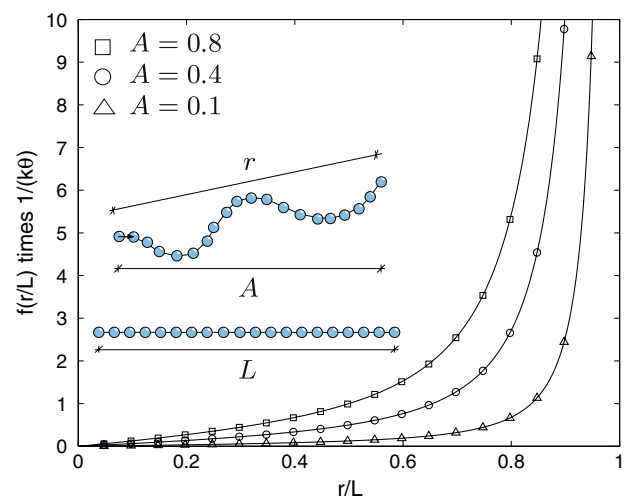 10
9
8
7
6
5
4
3
2
1
0
f(r/L) times 1/(kθ)
A = 0.8
A = 0.4
A = 0.1
r
A
L
0 0.2 0.4 0.6 0.8 1
r/L